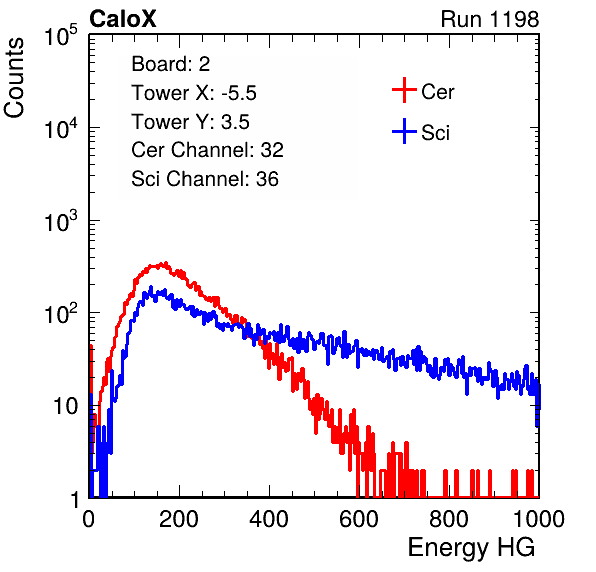 CaloX
Run 1198
Counts
Board: 2
Tower X: -5.5
Tower Y: 3.5
Cer Channel: 32
Sci Channel: 36
Cer
Sci
10^5
10^4
10^3
10^2
10
1
0 200 400 600 800 1000
Energy HG